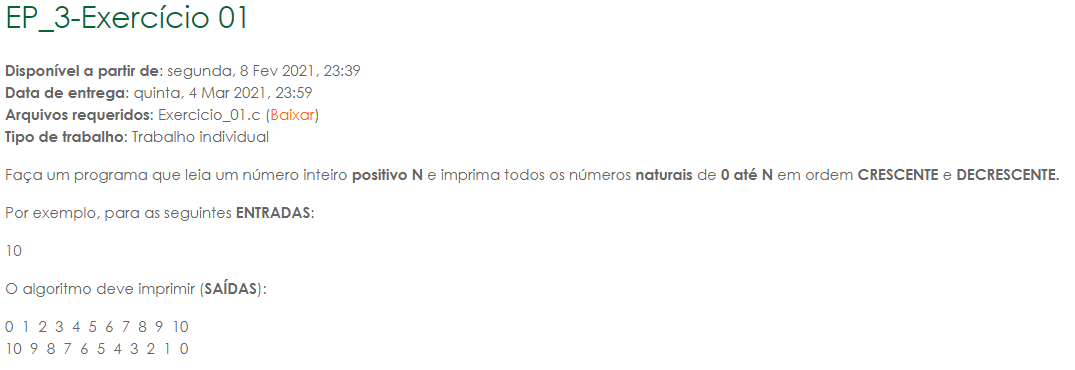 EP_3-Exercício 01
Disponível a partir de: segunda, 8 Fev 2021, 23:39
Data de entrega: quinta, 4 Mar 2021, 23:59
Arquivos requeridos: Exercicio_01.c (Baixar)
Tipo de trabalho: Trabalho individual
Faça um programa que leia um número inteiro positivo N e imprima todos os números naturais de 0 até N em ordem CRESCENTE e DECRESCENTE.
Por exemplo, para as seguintes ENTRADAS:
10
O algoritmo deve imprimir (SAÍDAS):
0 1 2 3 4 5 6 7 8 9 10
10 9 8 7 6 5 4 3 2 1 0